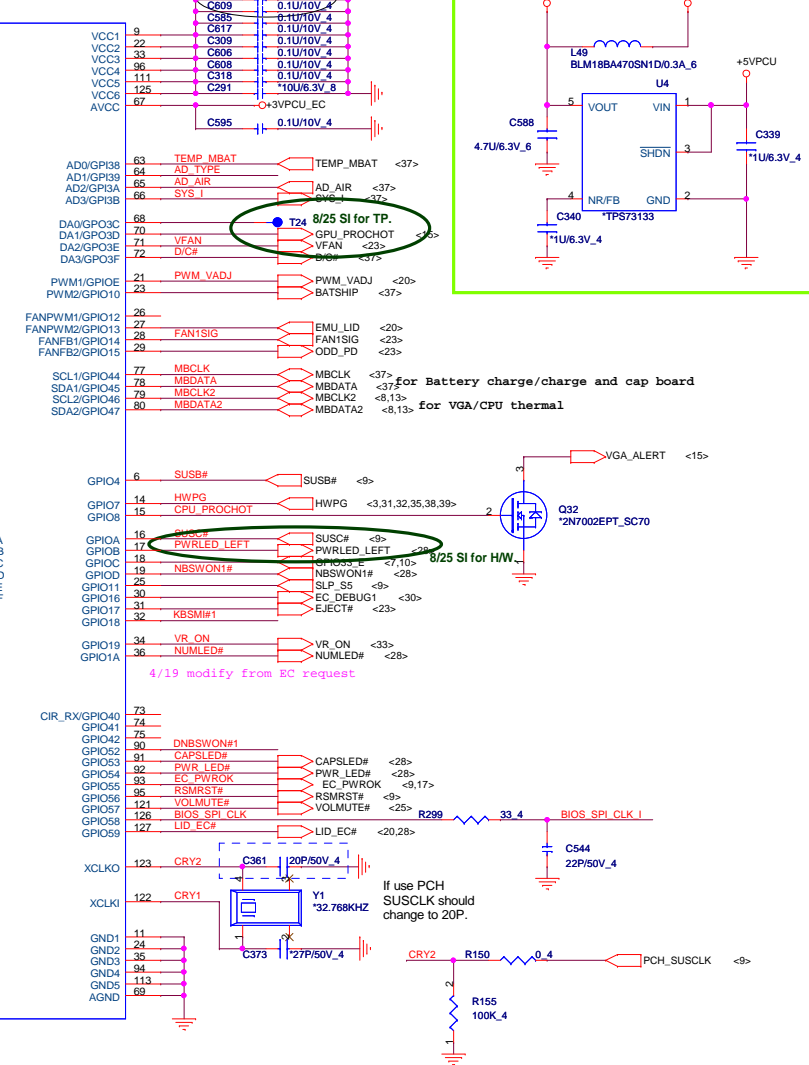 C609 0.1U/10V_4
C585 0.1U/10V_4
C617 0.1U/10V_4
VCC1 9
VCC2 22 C309 0.1U/10V_4
VCC3 33 C606 0.1U/10V_4
VCC4 96 C608 0.1U/10V_4
VCC5 111 C318 0.1U/10V_4
VCC6 125 C291 *10U/6.3V_8
AVCC 67 +3VPCU_EC
C595 0.1U/10V_4
L49
BLM18BA470SN1D/0.3A_6
+5VPCU
U4
5 VOUT VIN 1
C588
4.7U/6.3V_6
SHDN 3
C339
*1U/6.3V_4
4 NR/FB GND 2
C340
*TPS73133
*1U/6.3V_4
AD0/GPI38 63 TEMP_MBAT TEMP_MBAT <37>
AD1/GPI39 64 AD_TYPE
AD2/GPI3A 65 AD_AIR AD_AIR <37>
AD3/GPI3B 66 SYS_I SYS_I <37>
DA0/GPO3C 68 T24 8/25 SI for TP.
DA1/GPO3D 70 GPU_PROCHOT <15>
DA2/GPO3E 71 VFAN VFAN <23>
DA3/GPO3F 72 D/C# D/C# <37>
PWM1/GPIOE 21 PWM_VADJ PWM_VADJ <20>
PWM2/GPIO10 23 BATSHIP <37>
FANPWM1/GPIO12 26
FANPWM2/GPIO13 27 EMU_LID <20>
FANFB1/GPIO14 28 FAN1SIG FAN1SIG <23>
FANFB2/GPIO15 29 ODD_PD <23>
SCL1/GPIO44 77 MBCLK MBCLK <37>
SDA1/GPIO45 78 MBDATA MBDATA <37> for Battery charge/charge and cap board
SCL2/GPIO46 79 MBCLK2 MBCLK2 <8,13>
SDA2/GPIO47 80 MBDATA2 MBDATA2 <8,13> for VGA/CPU thermal
VGA_ALERT <15>
3
GPIO4 6 SUSB# SUSB# <9>
GPIO7 14 HWPG HWPG <3,31,32,35,38,39>
GPIO8 15 CPU_PROCHOT 2 Q32
*2N7002EPT_SC70
1
GPIOA 16 SUSC# SUSC# <9>
GPIOB 17 PWRLED_LEFT PWRLED_LEFT <28>
8/25 SI for H/W.
GPIOC 18 GPIO33_E <7,10>
GPIOD 19 NBSWON1# NBSWON1# <28>
GPIO11 25 SLP_S5 <9>
GPIO16 30 EC_DEBUG1 <30>
GPIO17 31 EJECT# <23>
GPIO18 32 KBSMI#1
GPIO19 34 VR_ON VR_ON <33>
GPIO1A 36 NUMLED# NUMLED# <28>
4/19 modify from EC request
CIR_RX/GPIO40 73
GPIO41 74
GPIO42 75
GPIO52 90 DNBSWON#1
GPIO53 91 CAPSLED# CAPSLED# <28>
GPIO54 92 PWR_LED# PWR_LED# <28>
GPIO55 93 EC_PWROK EC_PWROK <9,17>
GPIO56 95 RSMRST# RSMRST# <9>
GPIO57 121 VOLMUTE# VOLMUTE# <25>
GPIO58 126 BIOS_SPI_CLK R299 33_4 BIOS_SPI_CLK_I
GPIO59 127 LID_EC# LID_EC# <20,28>
C544
22P/50V_4
XCLKO 123 CRY2 C361 20P/50V_4
4 3
If use PCH
SUSCLK should
change to 20P.
XCLKI 122 CRY1
Y1
*32.768KHZ
1 2
C373 *27P/50V_4
GND1 11
GND2 24
GND3 35
GND4 94
GND5 113
AGND 69
CRY2 R150 0_4 PCH_SUSCLK <9>
2
R155
100K_4
1